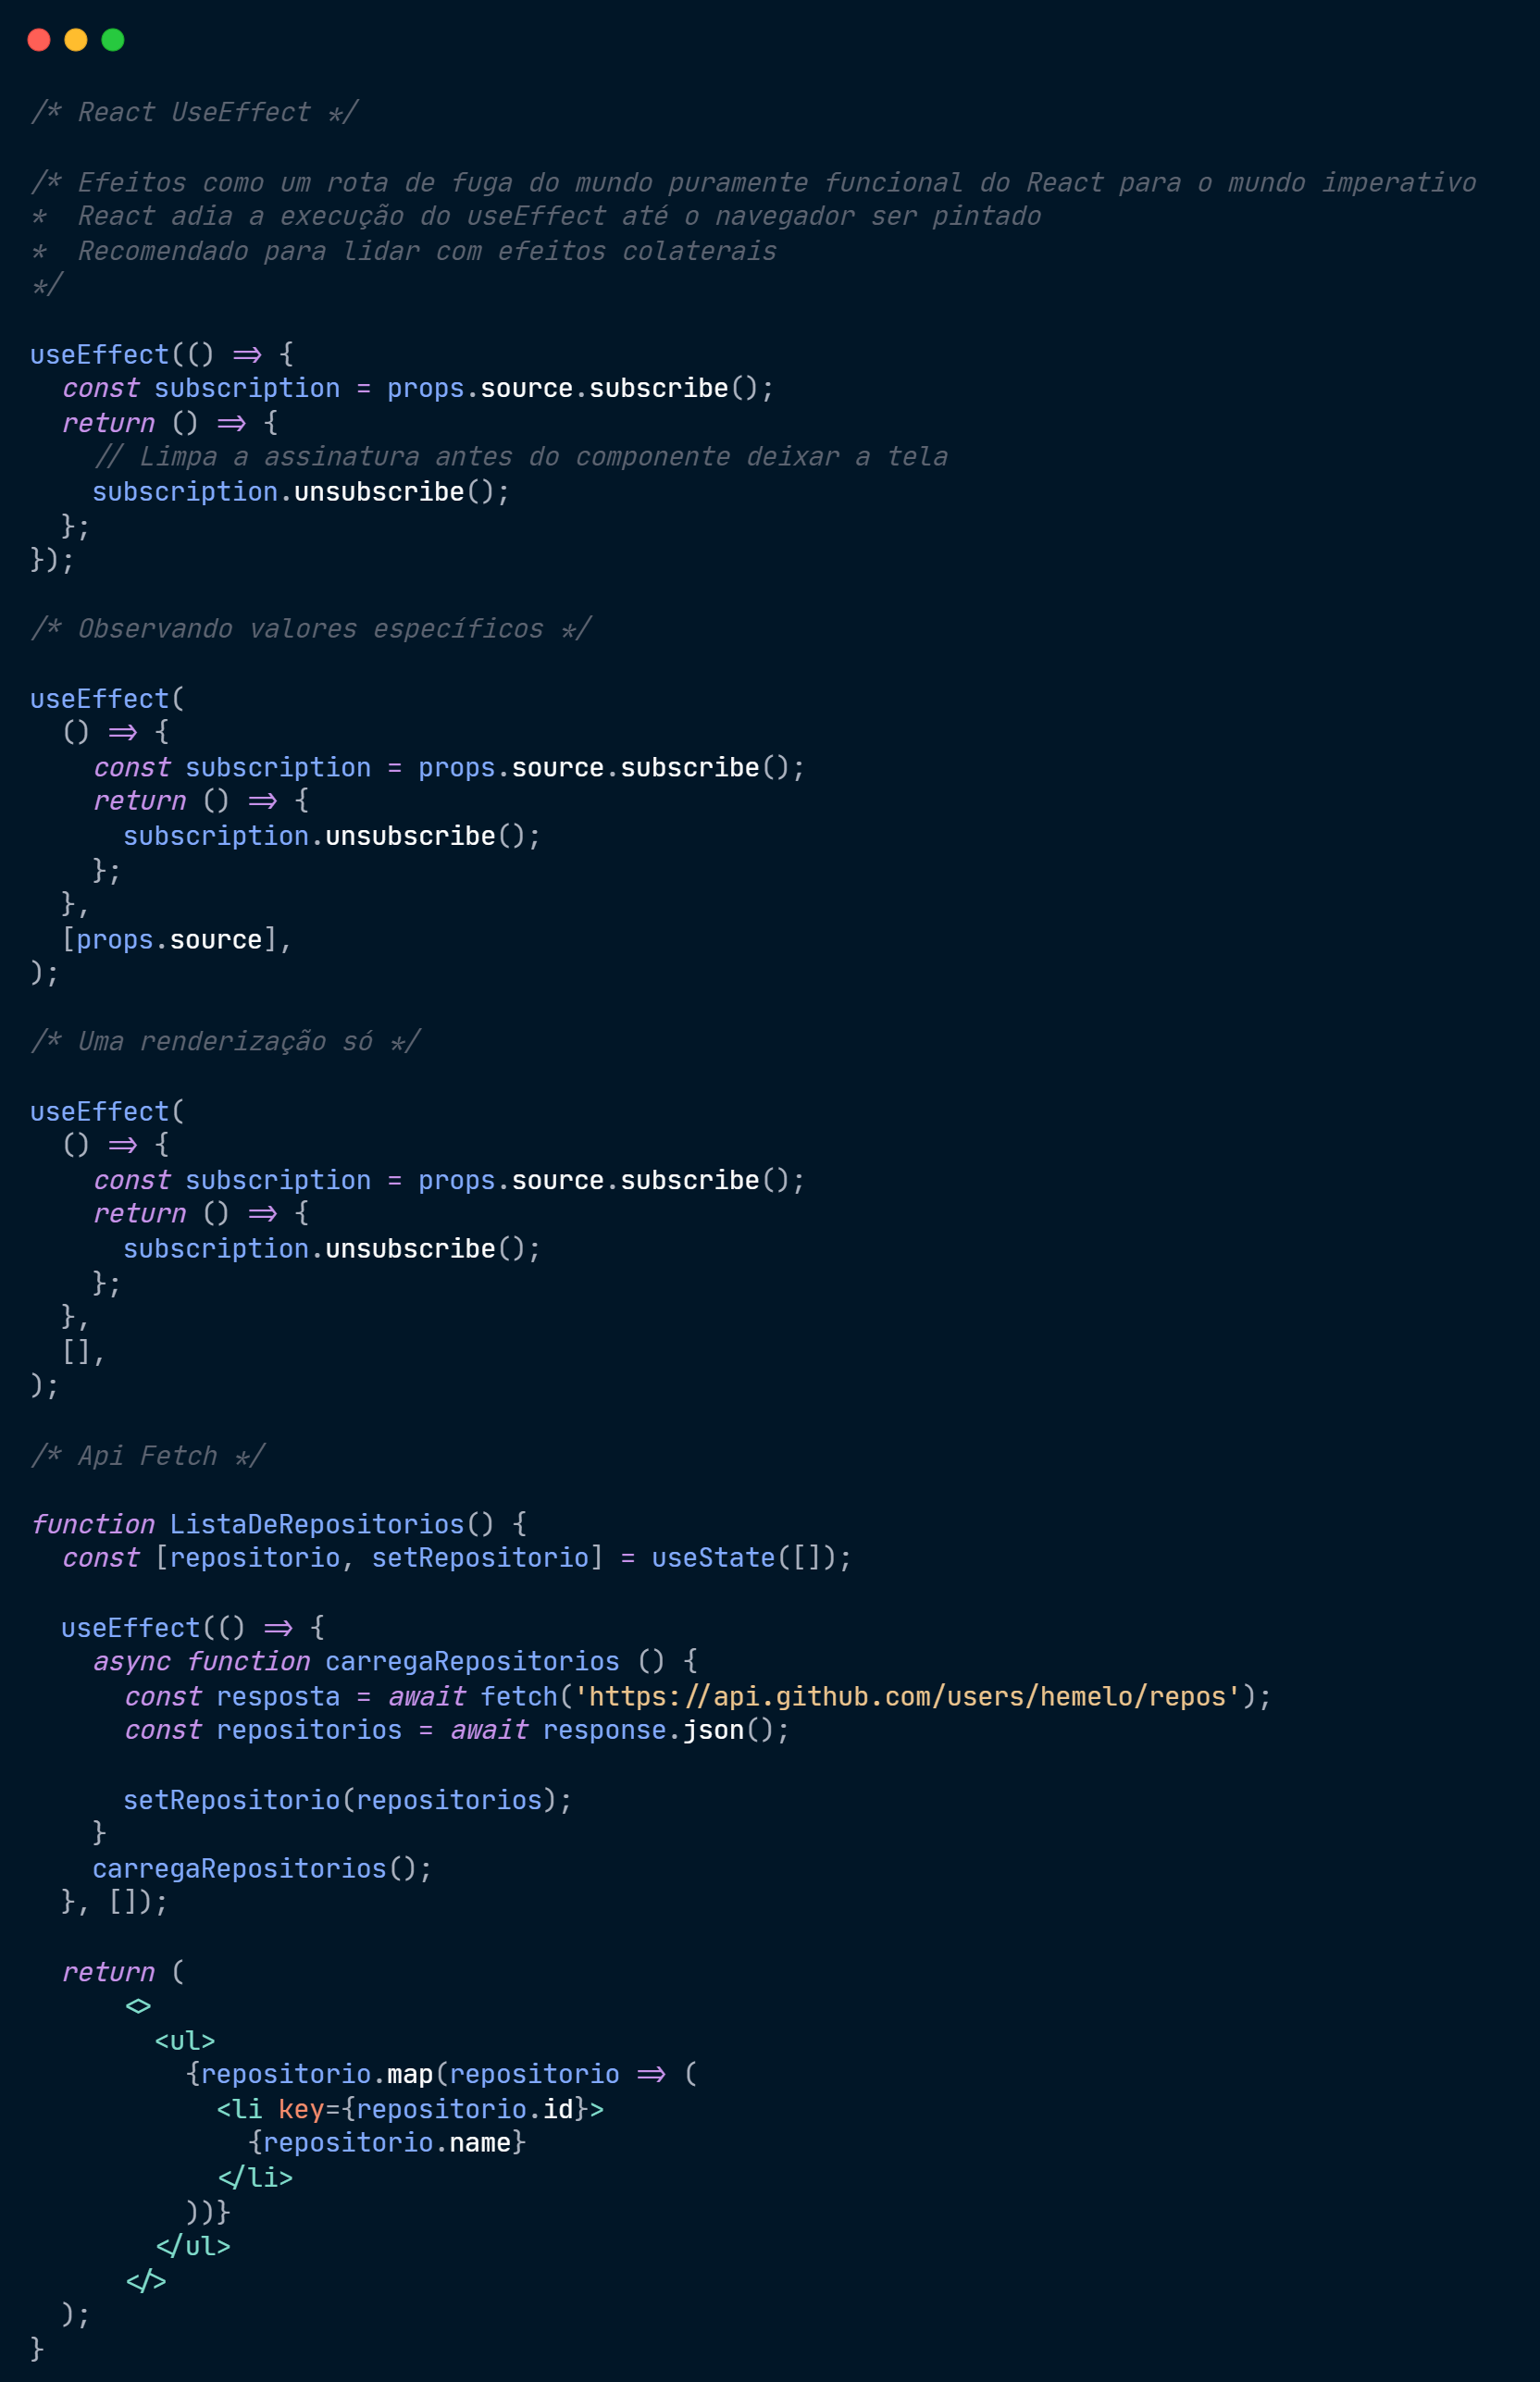 /* React UseEffect */

/* Efeitos como um rota de fuga do mundo puramente funcional do React para o mundo imperativo
*  React adia a execução do useEffect até o navegador ser pintado
*  Recomendado para lidar com efeitos colaterais
*/

useEffect(() => {
  const subscription = props.source.subscribe();
  return () => {
    // Limpa a assinatura antes do componente deixar a tela
    subscription.unsubscribe();
  };
});

/* Observando valores específicos */

useEffect(
  () => {
    const subscription = props.source.subscribe();
    return () => {
      subscription.unsubscribe();
    };
  },
  [props.source],
);

/* Uma renderização só */

useEffect(
  () => {
    const subscription = props.source.subscribe();
    return () => {
      subscription.unsubscribe();
    };
  },
  [],
);

/* Api Fetch */

function ListaDeRepositorios() {
  const [repositorio, setRepositorio] = useState([]);

  useEffect(() => {
    async function carregaRepositorios () {
      const resposta = await fetch('https://api.github.com/users/hemelo/repos');
      const repositorios = await response.json();

      setRepositorio(repositorios);
    }
    carregaRepositorios();
  }, []);

  return (
      <>
        <ul>
          {repositorio.map(repositorio => (
            <li key={repositorio.id}>
              {repositorio.name}
            </li>
          ))}
        </ul>
      </>
  );
}